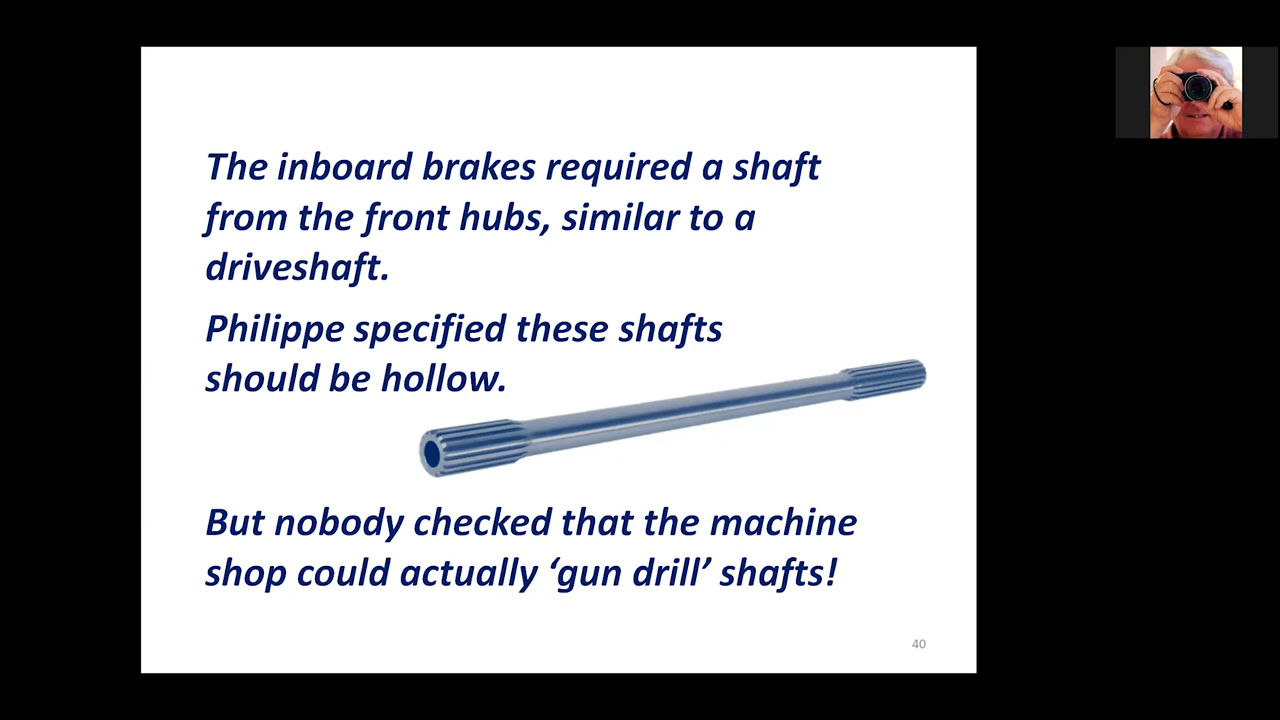 The inboard brakes required a shaft
from the front hubs, similar to a
driveshaft.
Philippe specified these shafts
should be hollow.
But nobody checked that the machine
shop could actually ‘gun drill’ shafts!
40